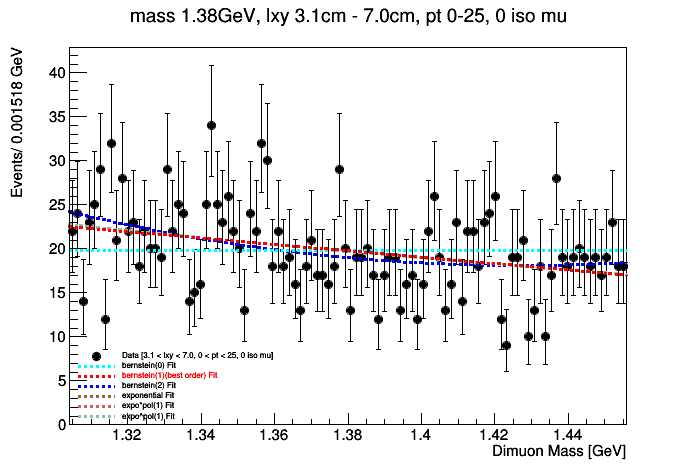 mass 1.38GeV, lxy 3.1cm - 7.0cm, pt 0-25, 0 iso mu
Events/ 0.001518 GeV
40
35
30
25
20
15
10
5
0
Data [3.1 < lxy < 7.0, 0 < pt < 25, 0 iso mu]
bernstein(0) Fit
bernstein(1)(best order) Fit
bernstein(2) Fit
exponential Fit
expo*pol(1) Fit
expo^pol(1) Fit
1.32
1.34
1.36
1.38
1.4
1.42
1.44
Dimuon Mass [GeV]